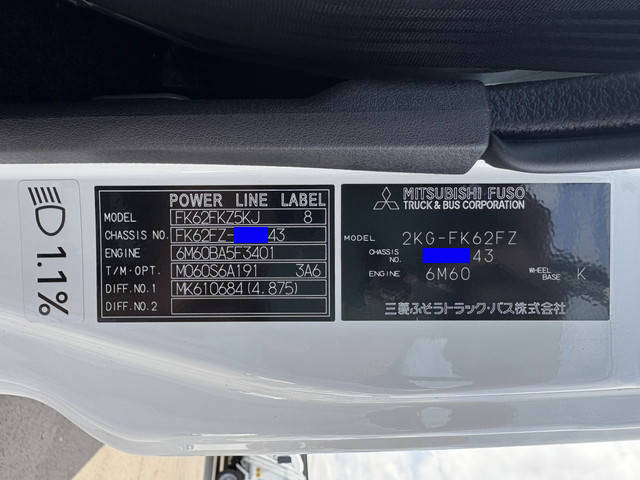 1.1%
POWER LINE LABEL
MODEL FK62FK75KJ 8
CHASSIS NO. FK62FZ- 43
ENGINE 6M60BA5F3401
T/M・OPT. M060S6A191 3A6
DIFF.NO.1 MK610684(4.875)
DIFF.NO.2
MITSUBISHI FUSO
TRUCK & BUS CORPORATION
MODEL 2KG-FK62FZ
CHASSIS NO. 43
ENGINE 6M60 WHEEL BASE K
三菱ふそうトラック・バス株式会社